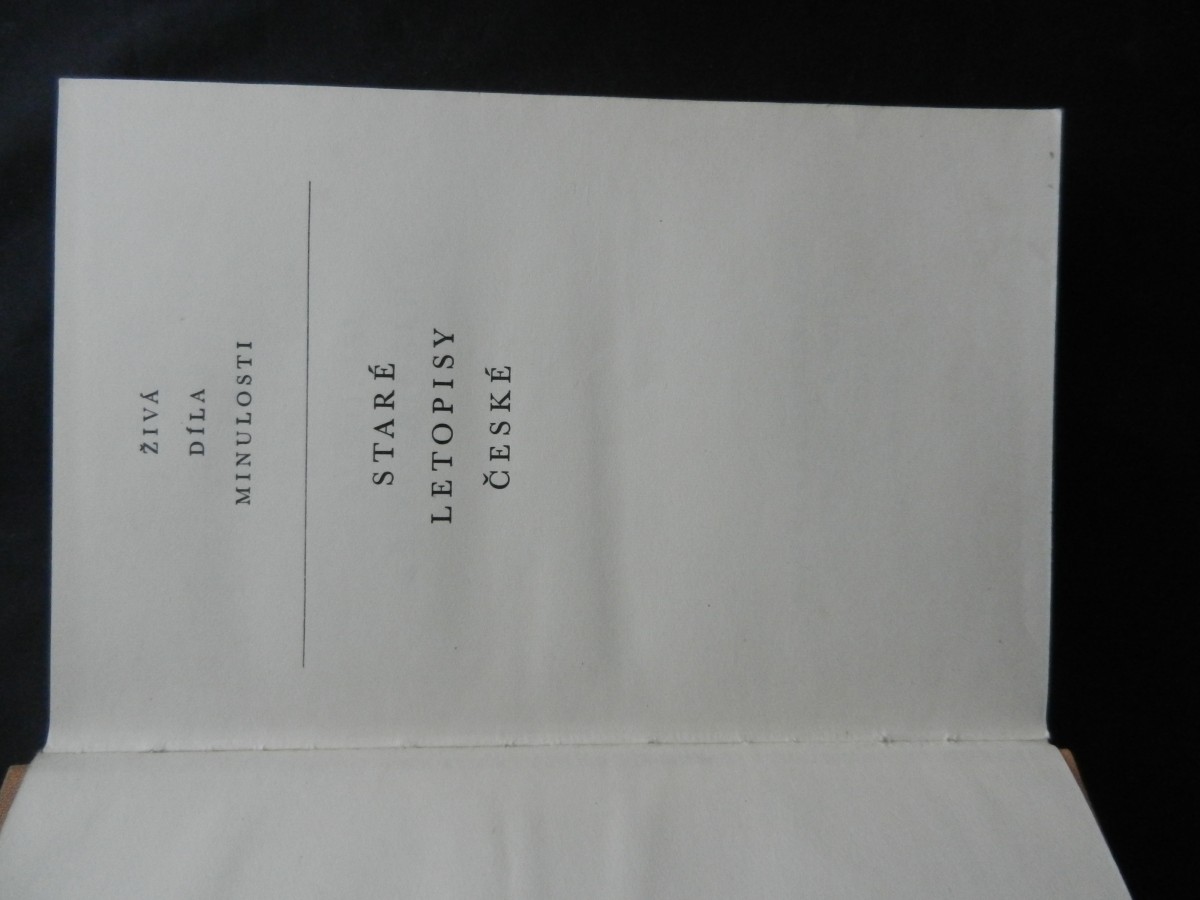 ŽIVÁ
DÍLA
MINULOSTI
STARÉ
LETOPISY
ČESKÉ